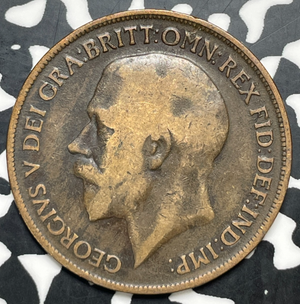 GEORGIVS V DEI GRA:BRITT:OMN:REX FID:DEF:IND:IMP: